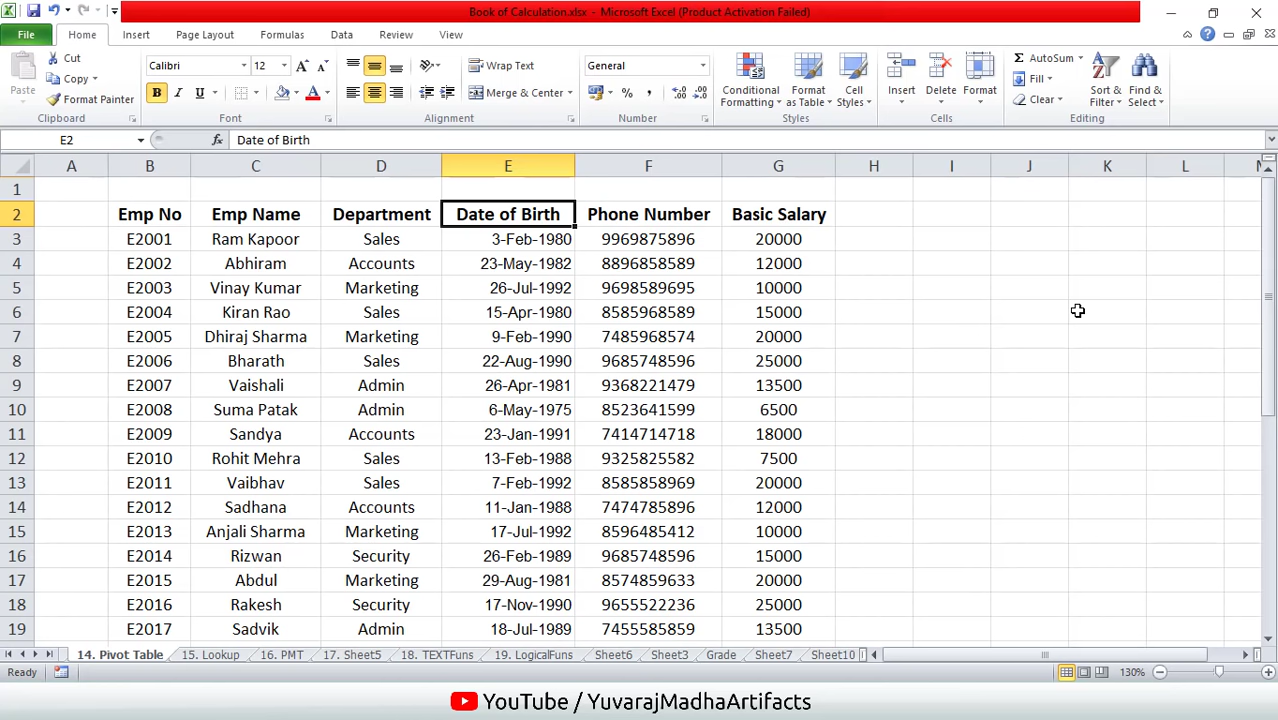 Book of Calculation.xlsx - Microsoft Excel (Product Activation Failed)
File Home Insert Page Layout Formulas Data Review View
Paste Cut Copy Format Painter
Calibri 12 B I U A A A
Wrap Text
Merge & Center
General
% ,
Conditional Formatting Format as Table Cell Styles
Insert Delete Format
Σ AutoSum Fill Clear
Sort & Filter Find & Select
Clipboard Font Alignment Number Styles Cells Editing
E2 fx Date of Birth
A B C D E F G H I J K L
1
2 Emp No Emp Name Department Date of Birth Phone Number Basic Salary
3 E2001 Ram Kapoor Sales 3-Feb-1980 9969875896 20000
4 E2002 Abhiram Accounts 23-May-1982 8896858589 12000
5 E2003 Vinay Kumar Marketing 26-Jul-1992 9698589695 10000
6 E2004 Kiran Rao Sales 15-Apr-1980 8585968589 15000
7 E2005 Dhiraj Sharma Marketing 9-Feb-1990 7485968574 20000
8 E2006 Bharath Sales 22-Aug-1990 9685748596 25000
9 E2007 Vaishali Admin 26-Apr-1981 9368221479 13500
10 E2008 Suma Patak Admin 6-May-1975 8523641599 6500
11 E2009 Sandya Accounts 23-Jan-1991 7414714718 18000
12 E2010 Rohit Mehra Sales 13-Feb-1988 9325825582 7500
13 E2011 Vaibhav Sales 7-Feb-1992 8585858969 20000
14 E2012 Sadhana Accounts 11-Jan-1988 7474785896 12000
15 E2013 Anjali Sharma Marketing 17-Jul-1992 8596485412 10000
16 E2014 Rizwan Security 26-Feb-1989 9685748596 15000
17 E2015 Abdul Marketing 29-Aug-1981 8574859633 20000
18 E2016 Rakesh Security 17-Nov-1990 9655522236 25000
19 E2017 Sadvik Admin 18-Jul-1989 7455585859 13500
14. Pivot Table 15. Lookup 16. PMT 17. Sheet5 18. TEXTFuns 19. LogicalFuns Sheet6 Sheet3 Grade Sheet7 Sheet10
Ready 130%
YouTube / YuvarajMadhaArtifacts